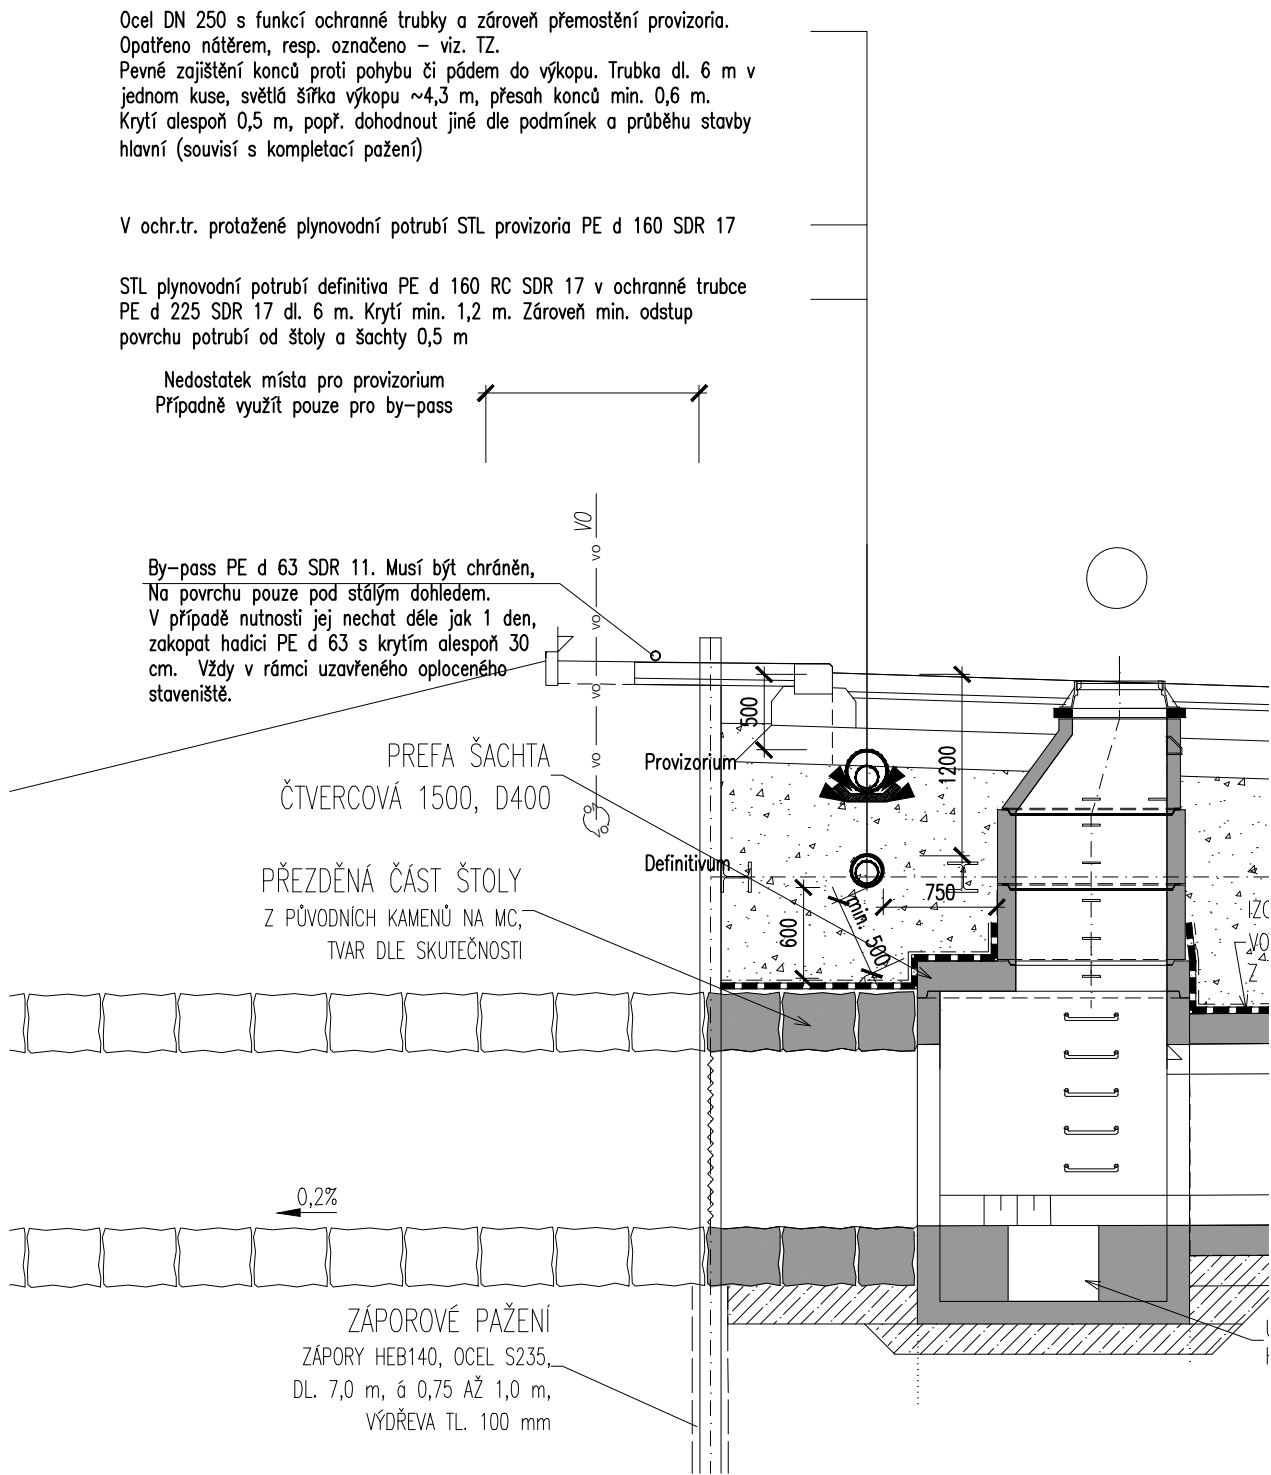 Ocel DN 250 s funkcí ochranné trubky a zároveň přemostění provizoria.
Opatřeno nátěrem, resp. označeno – viz. TZ.
Pevné zajištění konců proti pohybu či pádem do výkopu. Trubka dl. 6 m v
jednom kuse, světlá šířka výkopu ~4,3 m, přesah konců min. 0,6 m.
Krytí alespoň 0,5 m, popř. dohodnout jiné dle podmínek a průběhu stavby
hlavní (souvisí s kompletací pažení)
V ochr.tr. protažené plynovodní potrubí STL provizoria PE d 160 SDR 17
STL plynovodní potrubí definitiva PE d 160 RC SDR 17 v ochranné trubce
PE d 225 SDR 17 dl. 6 m. Krytí min. 1,2 m. Zároveň min. odstup
povrchu potrubí od štoly a šachty 0,5 m
Nedostatek místa pro provizorium
Případně využít pouze pro by–pass
VO
VO
VO
VO
VO
VO
By–pass PE d 63 SDR 11. Musí být chráněn,
Na povrchu pouze pod stálým dohledem.
V případě nutnosti jej nechat déle jak 1 den,
zakopat hadici PE d 63 s krytím alespoň 30
cm. Vždy v rámci uzavřeného oploceného
staveniště.
500
1200
PREFA ŠACHTA
ČTVERCOVÁ 1500, D400
Provizorium
Definitivum
750
600
min. 500
PŘEZDĚNÁ ČÁST ŠTOLY
Z PŮVODNÍCH KAMENŮ NA MC,
TVAR DLE SKUTEČNOSTI
IZO
VO
Z
0,2%
ZÁPOROVÉ PAŽENÍ
ZÁPORY HEB140, OCEL S235,
DL. 7,0 m, á 0,75 AŽ 1,0 m,
VÝDŘEVA TL. 100 mm